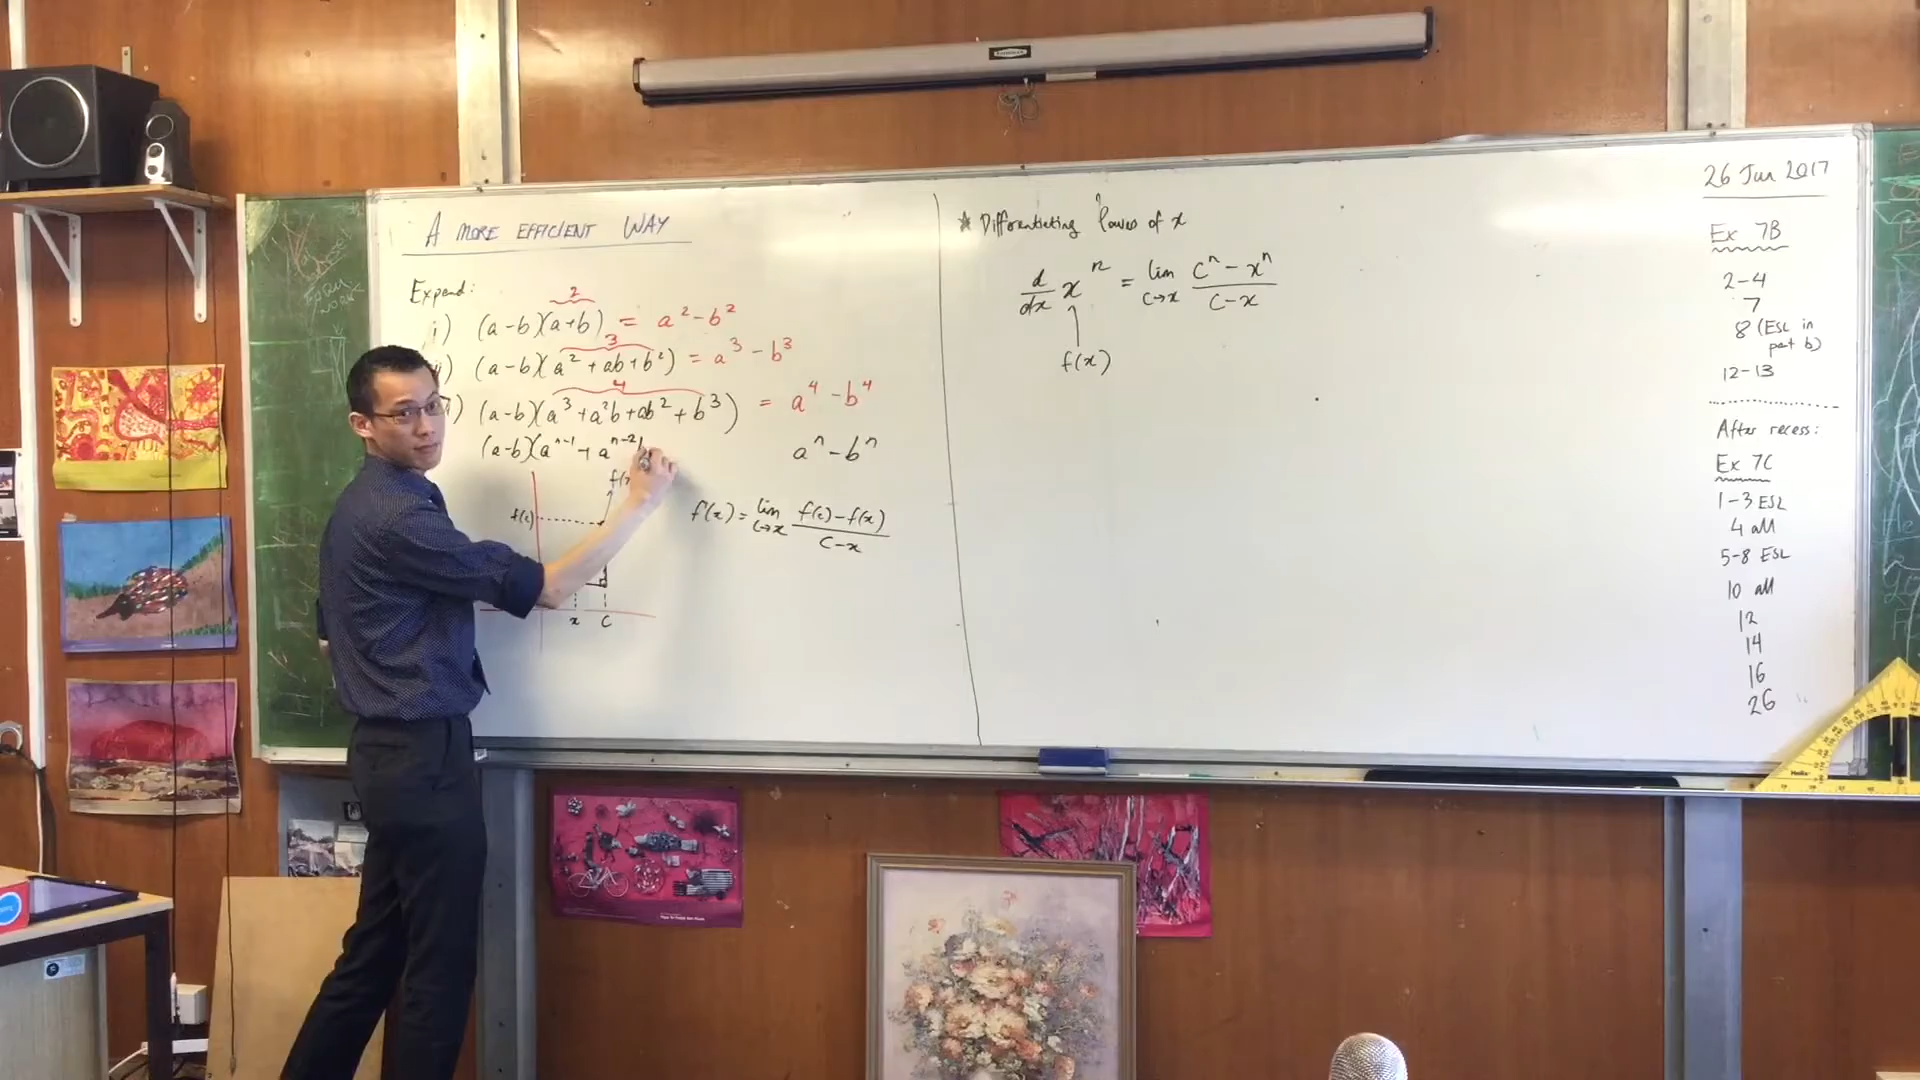 A MORE EFFICIENT WAY
Expand:
2
i) (a-b)(a+b) = a² - b²
3
(a-b)(a² + ab + b²) = a³ - b³
4
(a-b)(a³ + a²b + ab² + b³) = a⁴ - b⁴
(a-b)(aⁿ⁻¹ + aⁿ⁻² aⁿ - bⁿ
f(c)
x c
f'(x) = lim c→x f(c) - f(x) / c - x
* Differentiating Powers of x
d/dx xⁿ = lim c→x cⁿ - xⁿ / c - x
f(x)
26 Jun 2017
Ex 7B
2-4
7
8 (ESL in
part b)
12-13
After recess:
Ex 7C
1-3 ESL
4 all
5-8 ESL
10 all
12
14
16
26